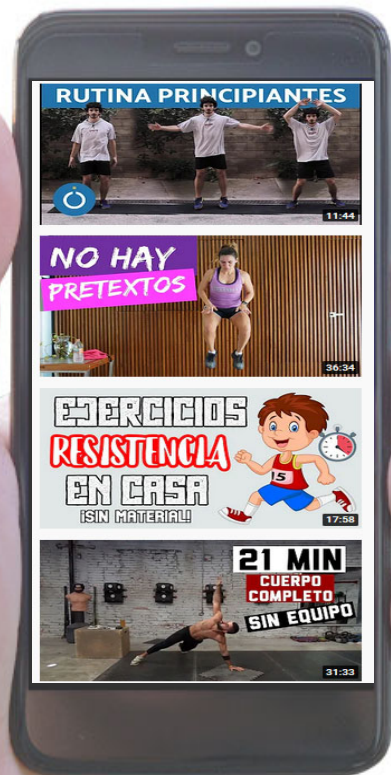 RUTINA PRINCIPIANTES
11:44
NO HAY
PRETEXTOS
36:34
EJERCICIOS
RESISTENCIA
EN CASA
¡SIN MATERIAL!
15
17:58
21 MIN
CUERPO
COMPLETO
SIN EQUIPO
31:33